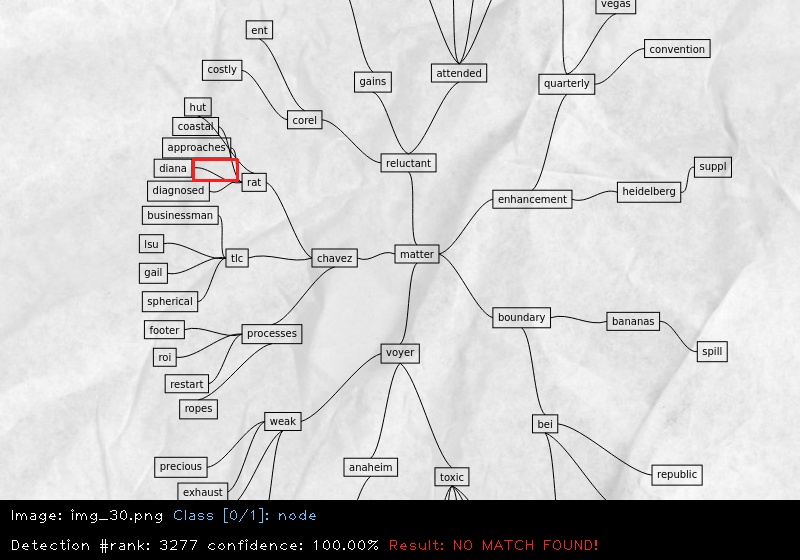 vegas
ent
convention
costly
attended
gains
quarterly
hut
corel
coastal
approaches
reluctant
diana
suppl
rat
diagnosed
heidelberg
enhancement
businessman
lsu
matter
tlc
chavez
gail
spherical
boundary
bananas
footer
processes
roi
voyer
spill
restart
ropes
weak
bei
precious
anaheim
republic
toxic
exhaust
Image: img_30.png Class [0/1]: node
Detection #rank: 3277 confidence: 100.00% Result: NO MATCH FOUND!